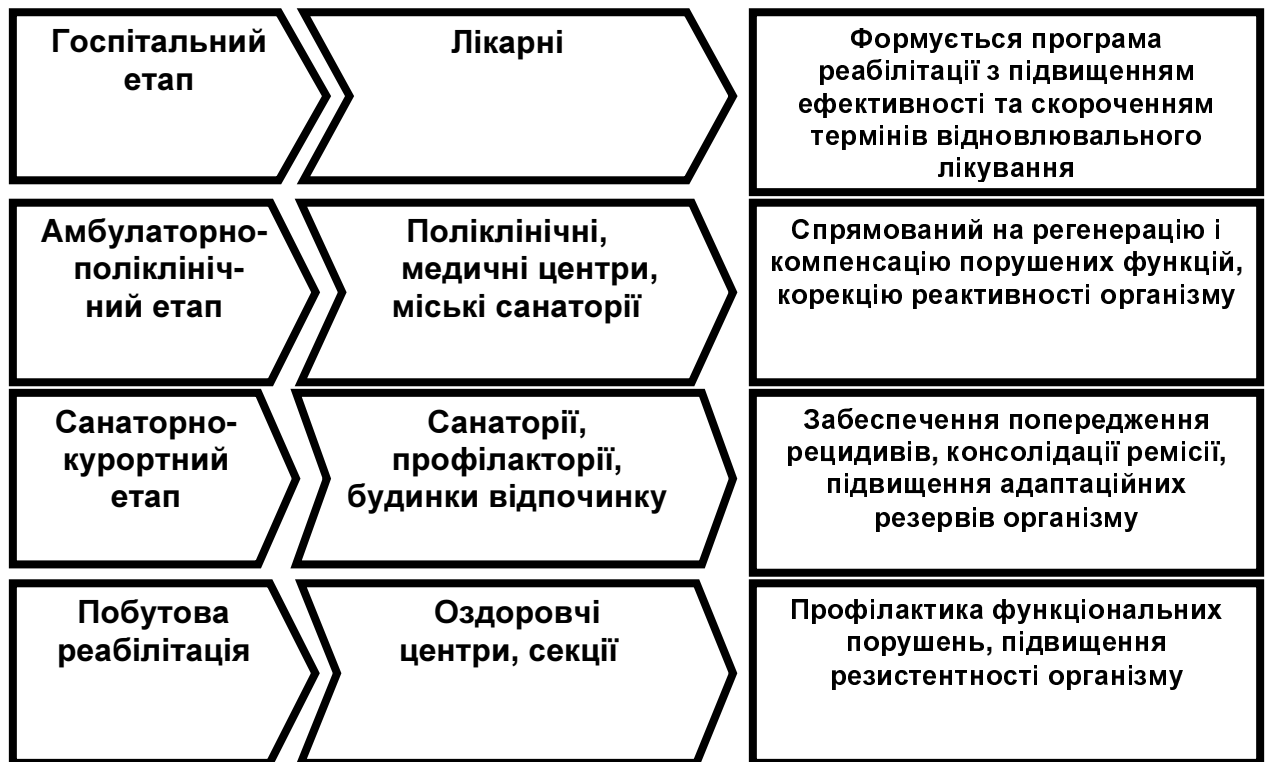 Госпітальний
етап
Лікарні
Формується програма
реабілітації з підвищенням
ефективності та скороченням
термінів відновлювального
лікування
Амбулаторно-
поліклініч-
ний етап
Поліклінічні,
медичні центри,
міські санаторії
Спрямований на регенерацію і
компенсацію порушених функцій,
корекцію реактивності організму
Санаторно-
курортний
етап
Санаторії,
профілакторії,
будинки відпочинку
Забеспечення попередження
рецидивів, консолідації ремісії,
підвищення адаптаційних
резервів організму
Побутова
реабілітація
Оздоровчі
центри, секції
Профілактика функціональних
порушень, підвищення
резистентності організму